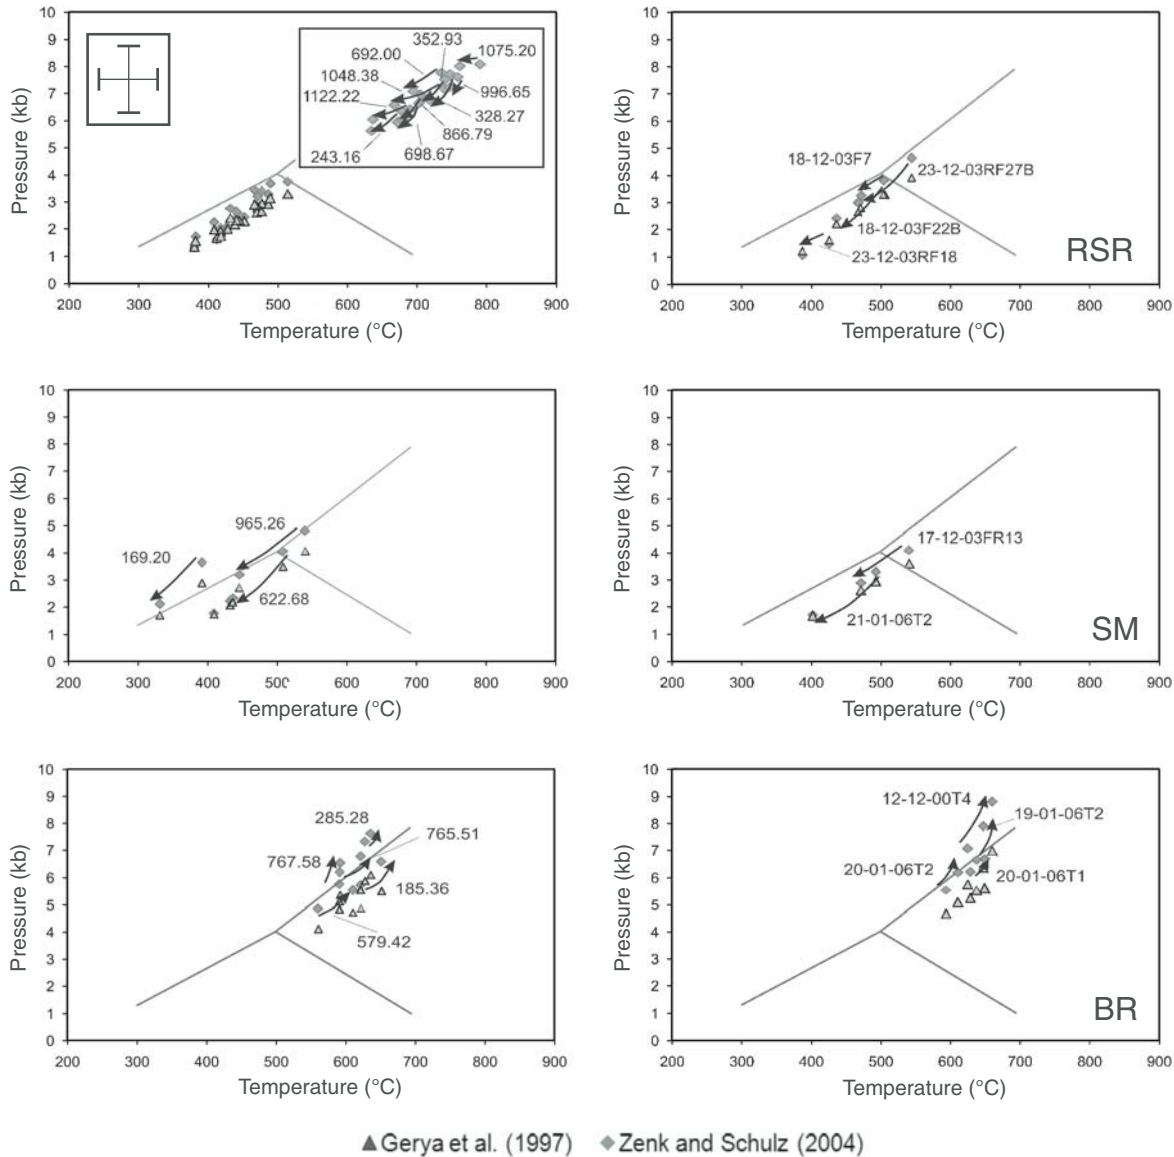 10
9
8
7
6
5
4
3
2
1
0
Pressure (kb)
352.93
692.00
1075.20
1048.38
996.65
1122.22
328.27
866.79
243.16
698.67
200 300 400 500 600 700 800 900
Temperature (°C)
10
9
8
7
6
5
4
3
2
1
0
Pressure (kb)
18-12-03F7
23-12-03RF27B
18-12-03F22B
23-12-03RF18
RSR
200 300 400 500 600 700 800 900
Temperature (°C)
10
9
8
7
6
5
4
3
2
1
0
Pressure (kb)
965.26
169.20
622.68
200 300 400 500 600 700 800 900
Temperature (°C)
10
9
8
7
6
5
4
3
2
1
0
Pressure (kb)
17-12-03FR13
21-01-06T2
SM
200 300 400 500 600 700 800 900
Temperature (°C)
10
9
8
7
6
5
4
3
2
1
0
Pressure (kb)
285.28
765.51
767.58
185.36
579.42
200 300 400 500 600 700 800 900
Temperature (°C)
10
9
8
7
6
5
4
3
2
1
0
Pressure (kb)
12-12-00T4
19-01-06T2
20-01-06T2
20-01-06T1
BR
200 300 400 500 600 700 800 900
Temperature (°C)
Gerya et al. (1997) Zenk and Schulz (2004)